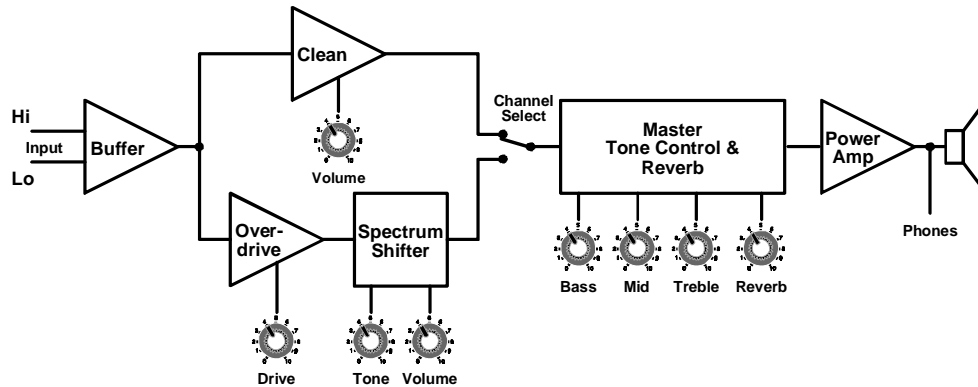 Clean
Volume
Hi
Input
Lo
Buffer
Over-
drive
Drive
Spectrum
Shifter
Tone
Volume
Channel
Select
Master
Tone Control &
Reverb
Bass
Mid
Treble
Reverb
Power
Amp
Phones